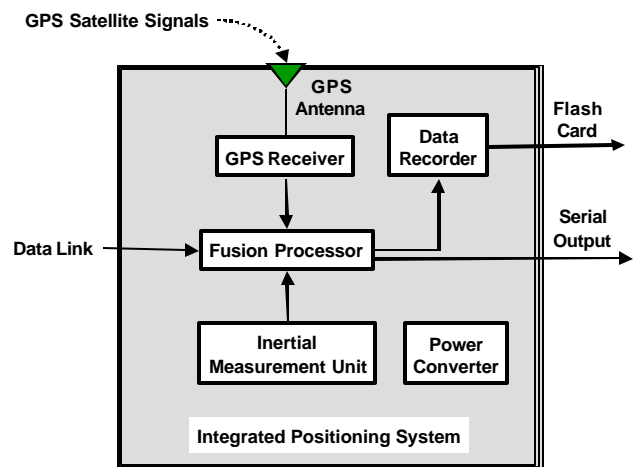 GPS Satellite Signals
GPS
Antenna
Flash
Card
Data
Recorder
GPS Receiver
Serial
Output
Data Link
Fusion Processor
Inertial
Measurement Unit
Power
Converter
Integrated Positioning System